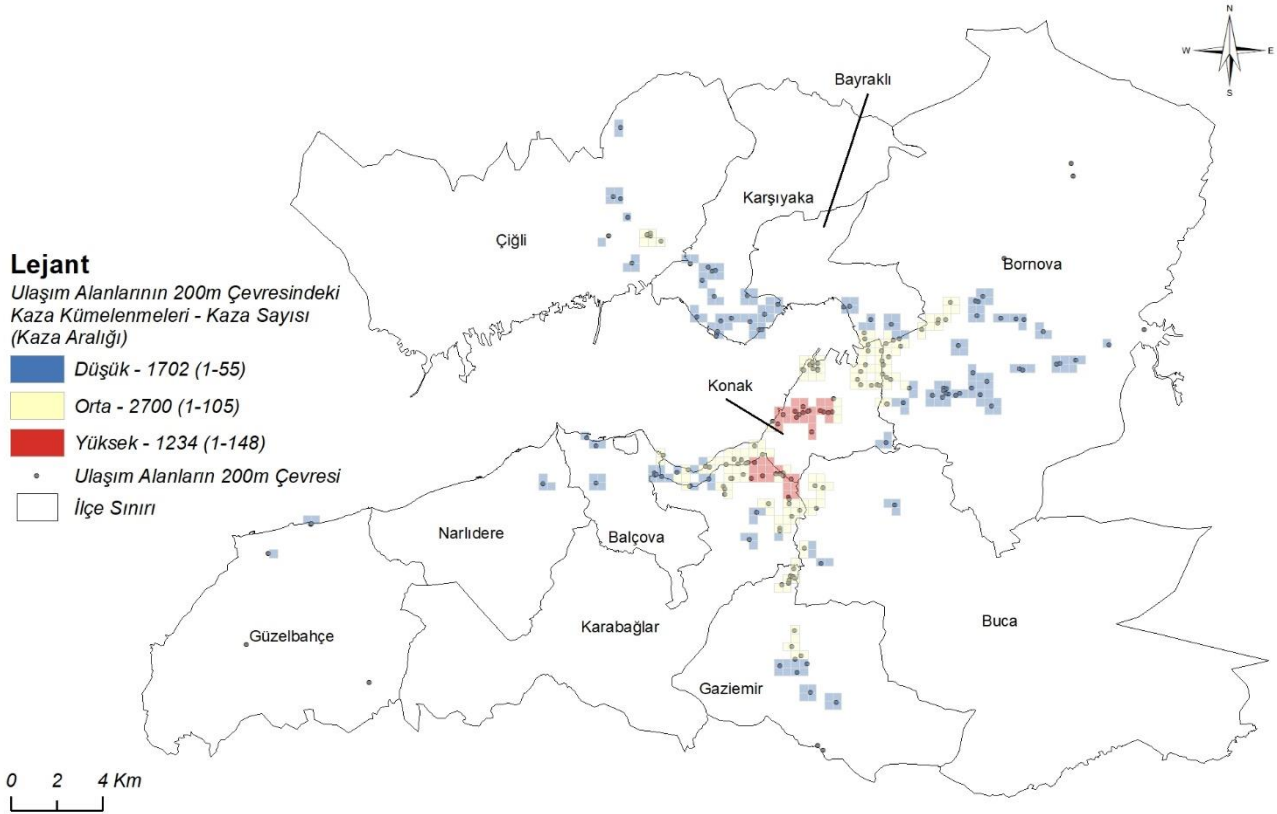 N
W E
S
Bayraklı
Karşıyaka
Çiğli
Bornova
Konak
Narlıdere
Balçova
Güzelbahçe
Karabağlar
Buca
Gaziemir
Lejant
Ulaşım Alanlarının 200m Çevresindeki
Kaza Kümelenmeleri - Kaza Sayısı
(Kaza Aralığı)
Düşük - 1702 (1-55)
Orta - 2700 (1-105)
Yüksek - 1234 (1-148)
Ulaşım Alanların 200m Çevresi
İlçe Sınırı
0 2 4 Km